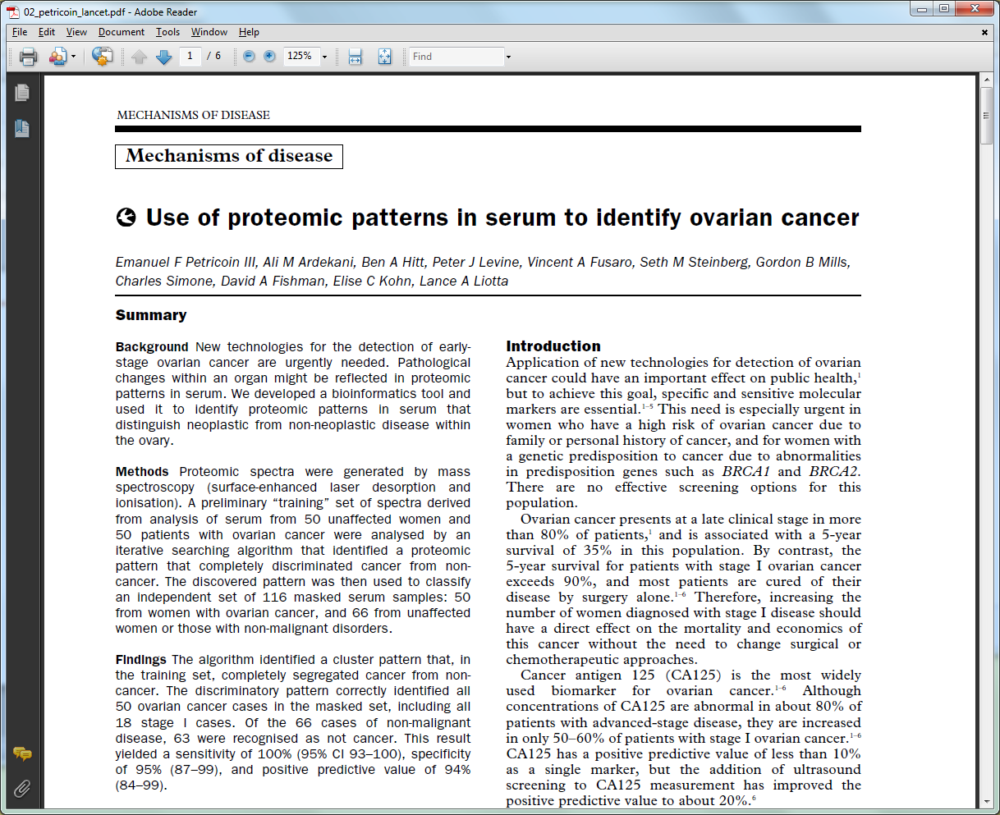 02_petricoin_lancet.pdf - Adobe Reader
File Edit View Document Tools Window Help
1 / 6 125% Find
MECHANISMS OF DISEASE
Mechanisms of disease
Use of proteomic patterns in serum to identify ovarian cancer
Emanuel F Petricoin III, Ali M Ardekani, Ben A Hitt, Peter J Levine, Vincent A Fusaro, Seth M Steinberg, Gordon B Mills,
Charles Simone, David A Fishman, Elise C Kohn, Lance A Liotta
Summary
Background New technologies for the detection of early-
stage ovarian cancer are urgently needed. Pathological
changes within an organ might be reflected in proteomic
patterns in serum. We developed a bioinformatics tool and
used it to identify proteomic patterns in serum that
distinguish neoplastic from non-neoplastic disease within
the ovary.
Methods Proteomic spectra were generated by mass
spectroscopy (surface-enhanced laser desorption and
ionisation). A preliminary “training” set of spectra derived
from analysis of serum from 50 unaffected women and
50 patients with ovarian cancer were analysed by an
iterative searching algorithm that identified a proteomic
pattern that completely discriminated cancer from non-
cancer. The discovered pattern was then used to classify
an independent set of 116 masked serum samples: 50
from women with ovarian cancer, and 66 from unaffected
women or those with non-malignant disorders.
Findings The algorithm identified a cluster pattern that, in
the training set, completely segregated cancer from non-
cancer. The discriminatory pattern correctly identified all
50 ovarian cancer cases in the masked set, including all
18 stage I cases. Of the 66 cases of non-malignant
disease, 63 were recognised as not cancer. This result
yielded a sensitivity of 100% (95% CI 93–100), specificity
of 95% (87–99), and positive predictive value of 94%
(84–99).
Introduction
Application of new technologies for detection of ovarian
cancer could have an important effect on public health,¹
but to achieve this goal, specific and sensitive molecular
markers are essential.¹⁻⁵ This need is especially urgent in
women who have a high risk of ovarian cancer due to
family or personal history of cancer, and for women with
a genetic predisposition to cancer due to abnormalities
in predisposition genes such as BRCA1 and BRCA2.
There are no effective screening options for this
population.
Ovarian cancer presents at a late clinical stage in more
than 80% of patients,¹ and is associated with a 5-year
survival of 35% in this population. By contrast, the
5-year survival for patients with stage I ovarian cancer
exceeds 90%, and most patients are cured of their
disease by surgery alone.¹⁻⁶ Therefore, increasing the
number of women diagnosed with stage I disease should
have a direct effect on the mortality and economics of
this cancer without the need to change surgical or
chemotherapeutic approaches.
Cancer antigen 125 (CA125) is the most widely
used biomarker for ovarian cancer.¹⁻⁶ Although
concentrations of CA125 are abnormal in about 80% of
patients with advanced-stage disease, they are increased
in only 50–60% of patients with stage I ovarian cancer.¹⁻⁶
CA125 has a positive predictive value of less than 10%
as a single marker, but the addition of ultrasound
screening to CA125 measurement has improved the
positive predictive value to about 20%.⁶